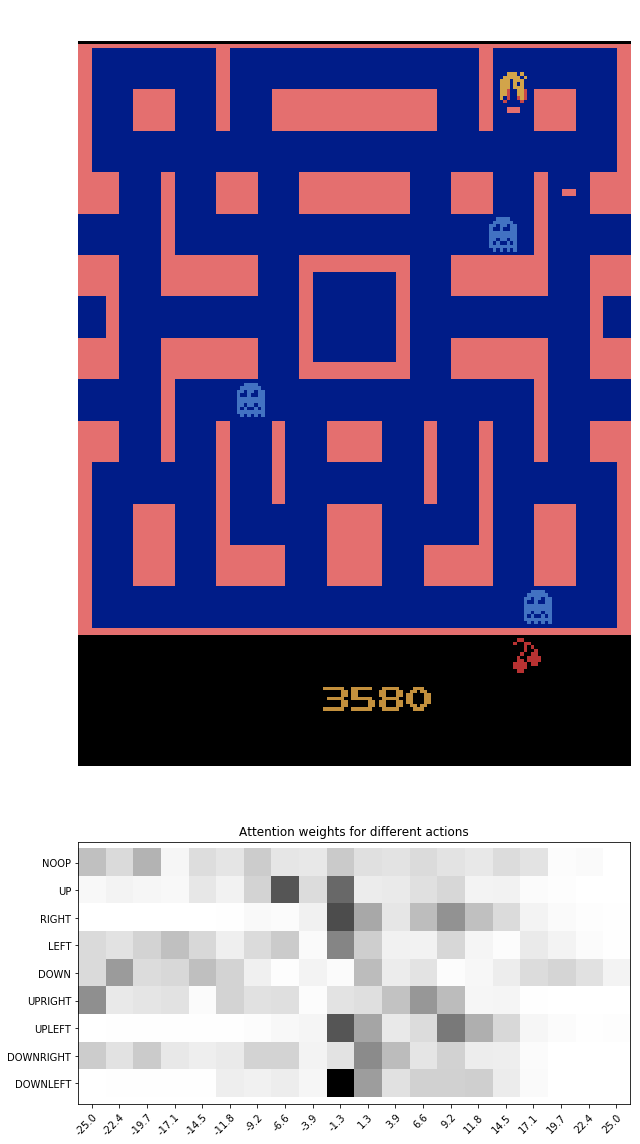 3580
Attention weights for different actions
NOOP
UP
RIGHT
LEFT
DOWN
UPRIGHT
UPLEFT
DOWNRIGHT
DOWNLEFT
-25.0 -22.4 -19.7 -17.1 -14.5 -11.8 -9.2 -6.6 -3.9 -1.3 1.3 3.9 6.6 9.2 11.8 14.5 17.1 19.7 22.4 25.0